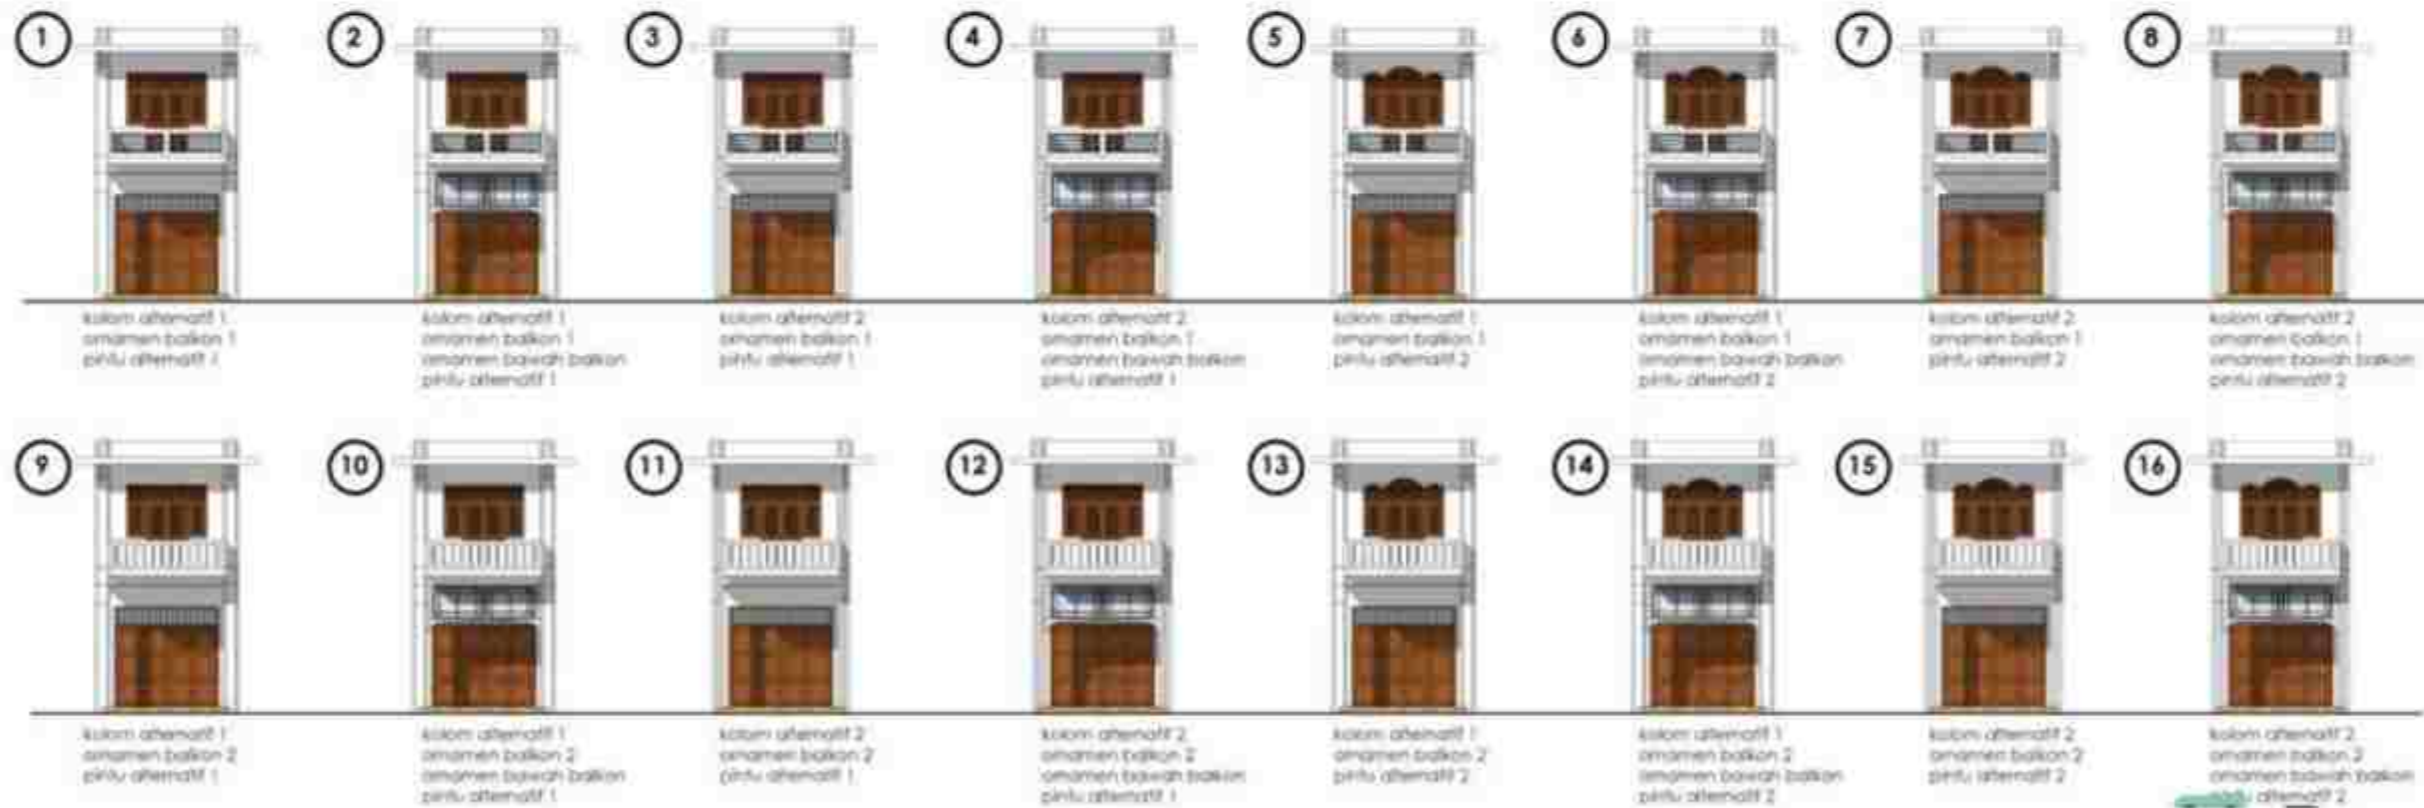 1
kolom alternatif 1
ornamen balkon 1
pintu alternatif 1
2
kolom alternatif 1
ornamen balkon 1
ornamen bawah balkon
pintu alternatif 1
3
kolom alternatif 2
ornamen balkon 1
pintu alternatif 1
4
kolom alternatif 2
ornamen balkon 1
ornamen bawah balkon
pintu alternatif 1
5
kolom alternatif 1
ornamen balkon 1
pintu alternatif 2
6
kolom alternatif 1
ornamen balkon 1
ornamen bawah balkon
pintu alternatif 2
7
kolom alternatif 2
ornamen balkon 1
pintu alternatif 2
8
kolom alternatif 2
ornamen balkon 1
ornamen bawah balkon
pintu alternatif 2
9
kolom alternatif 1
ornamen balkon 2
pintu alternatif 1
10
kolom alternatif 1
ornamen balkon 2
ornamen bawah balkon
pintu alternatif 1
11
kolom alternatif 2
ornamen balkon 2
pintu alternatif 1
12
kolom alternatif 2
ornamen balkon 2
ornamen bawah balkon
pintu alternatif 1
13
kolom alternatif 1
ornamen balkon 2
pintu alternatif 2
14
kolom alternatif 1
ornamen balkon 2
ornamen bawah balkon
pintu alternatif 2
15
kolom alternatif 2
ornamen balkon 2
pintu alternatif 2
16
kolom alternatif 2
ornamen balkon 2
ornamen bawah balkon
pintu alternatif 2